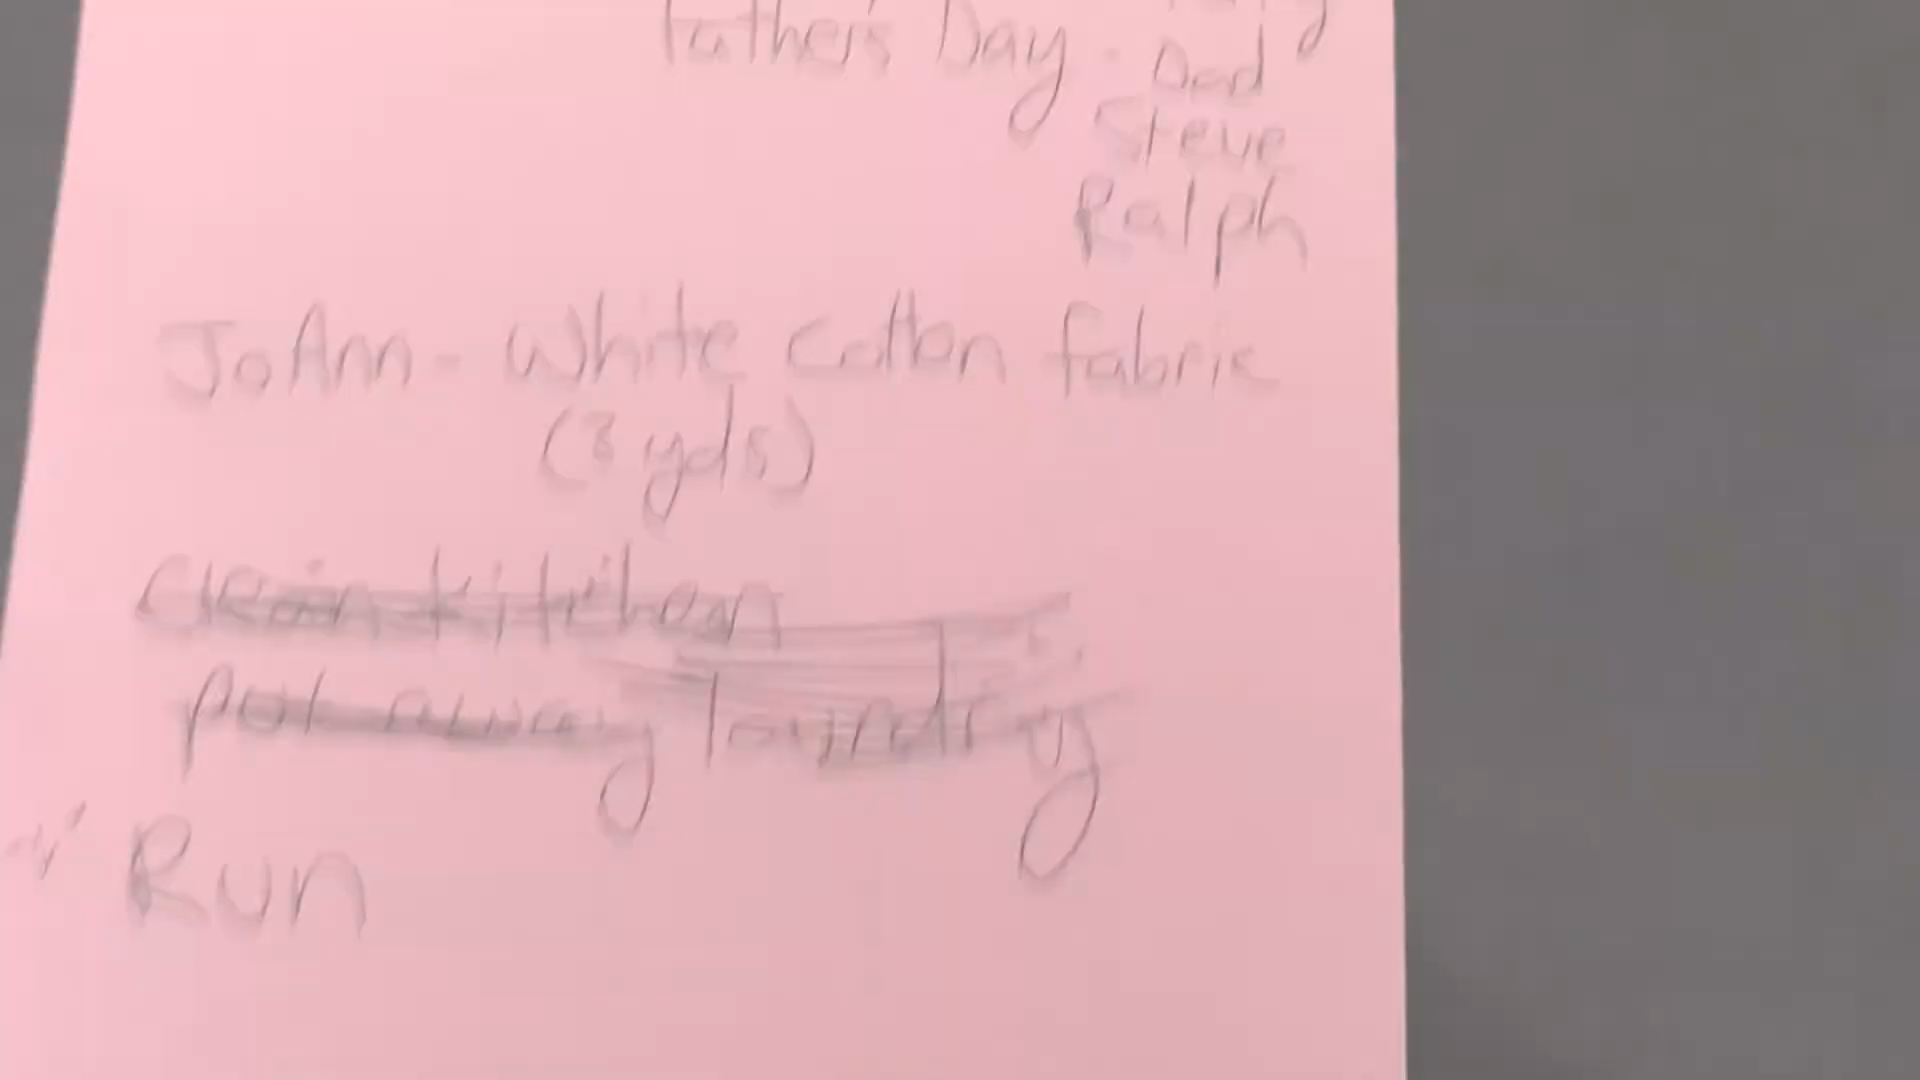 Father's Day - Dad
Steve
Ralph
JoAnn - White cotton fabric
(3 yds)
clean kitchen
put away laundry
Run